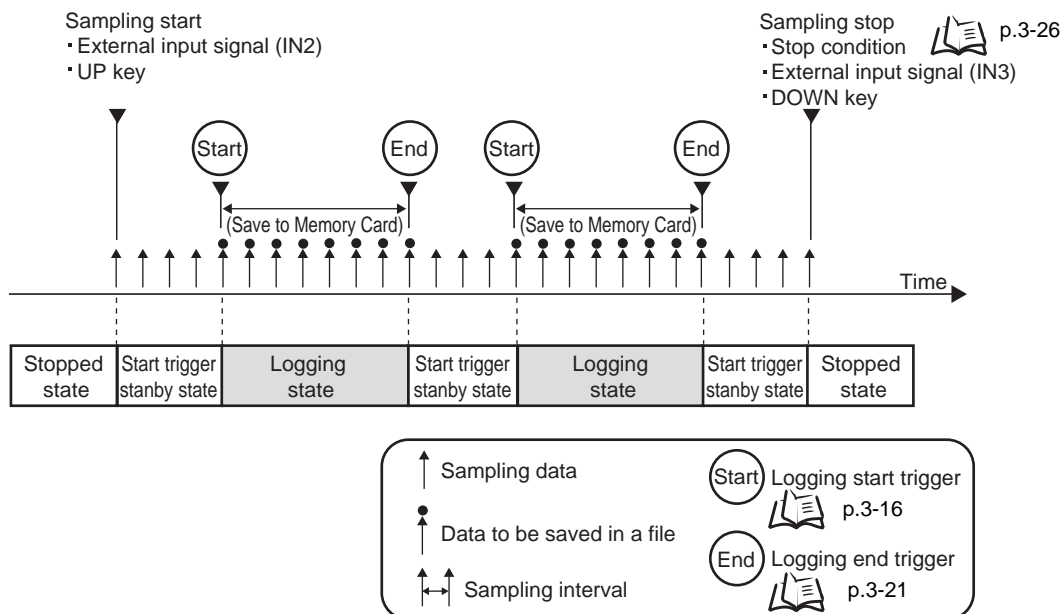 Sampling start
・External input signal (IN2)
・UP key
Sampling stop
・Stop condition
p.3-26
・External input signal (IN3)
・DOWN key
Start
End
Start
End
(Save to Memory Card)
(Save to Memory Card)
Time
Stopped
state
Start trigger
stanby state
Logging
state
Start trigger
stanby state
Logging
state
Start trigger
stanby state
Stopped
state
Sampling data
Data to be saved in a file
Sampling interval
Start
Logging start trigger
p.3-16
End
Logging end trigger
p.3-21